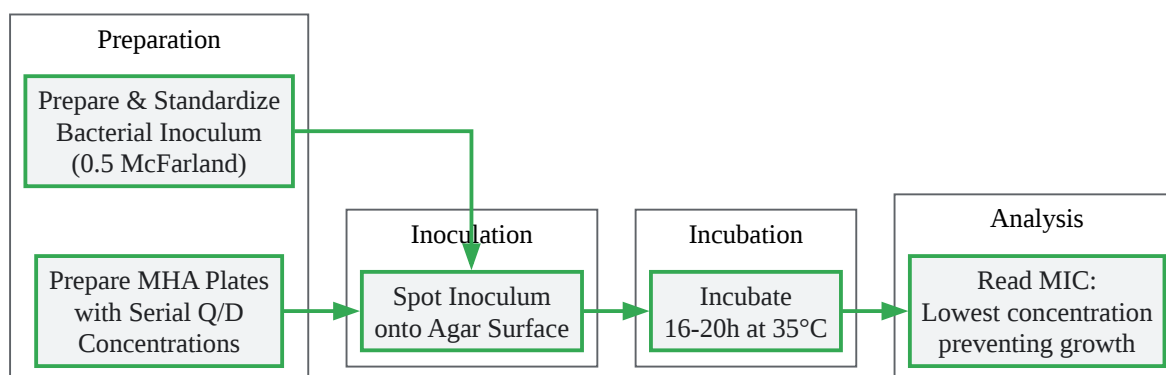 Preparation
Prepare & Standardize
Bacterial Inoculum
(0.5 McFarland)
Prepare MHA Plates
with Serial Q/D
Concentrations
Inoculation
Spot Inoculum
onto Agar Surface
Incubation
Incubate
16-20h at 35°C
Analysis
Read MIC:
Lowest concentration
preventing growth